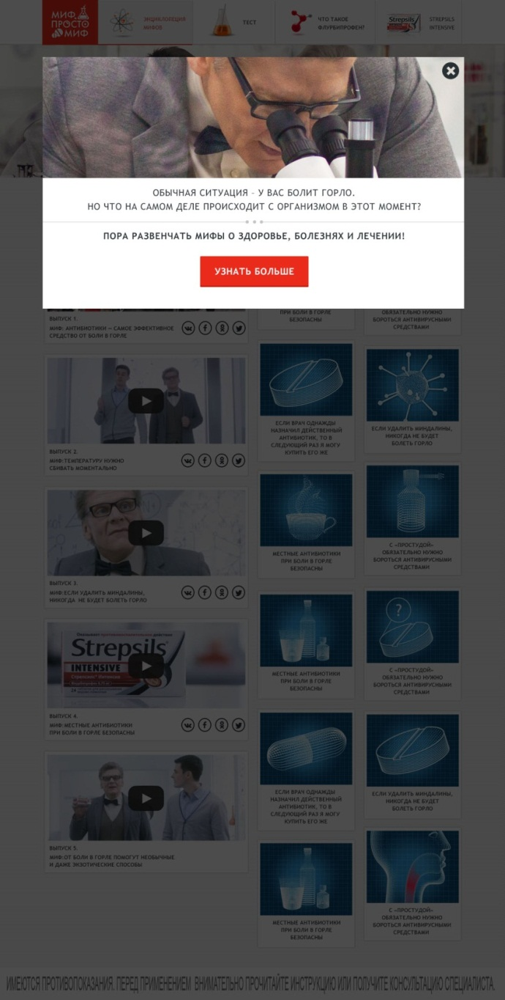 МИФ
ПРОСТО
МИФ
ЭНЦИКЛОПЕДИЯ
МИФОВ
ТЕСТ
ЧТО ТАКОЕ
ФЛУРБИПРОФЕН?
Strepsils
INTENSIVE
STREPSILS
INTENSIVE
ОБЫЧНАЯ СИТУАЦИЯ – У ВАС БОЛИТ ГОРЛО.
НО ЧТО НА САМОМ ДЕЛЕ ПРОИСХОДИТ С ОРГАНИЗМОМ В ЭТОТ МОМЕНТ?
ПОРА РАЗВЕНЧАТЬ МИФЫ О ЗДОРОВЬЕ, БОЛЕЗНЯХ И ЛЕЧЕНИИ!
УЗНАТЬ БОЛЬШЕ
ВЫПУСК 1.
МИФ: АНТИБИОТИКИ – САМОЕ ЭФФЕКТИВНОЕ
СРЕДСТВО ОТ БОЛИ В ГОРЛЕ
ВЫПУСК 2.
МИФ:ТЕМПЕРАТУРУ НУЖНО
СБИВАТЬ МОМЕНТАЛЬНО
ВЫПУСК 3.
МИФ:ЕСЛИ УДАЛИТЬ МИНДАЛИНЫ,
НИКОГДА НЕ БУДЕТ БОЛЕТЬ ГОРЛО
Strepsils
INTENSIVE
ВЫПУСК 4.
МИФ:МЕСТНЫЕ АНТИБИОТИКИ
ПРИ БОЛИ В ГОРЛЕ БЕЗОПАСНЫ
ВЫПУСК 5.
МИФ:ОТ БОЛИ В ГОРЛЕ ПОМОГУТ НЕОБЫЧНЫЕ
И ДАЖЕ ЭКЗОТИЧЕСКИЕ СПОСОБЫ
ПРИ БОЛИ В ГОРЛЕ
БЕЗОПАСНЫ
ЕСЛИ ВРАЧ ОДНАЖДЫ
НАЗНАЧИЛ ДЕЙСТВЕННЫЙ
АНТИБИОТИК, ТО В
СЛЕДУЮЩИЙ РАЗ Я МОГУ
КУПИТЬ ЕГО ЖЕ
МЕСТНЫЕ АНТИБИОТИКИ
ПРИ БОЛИ В ГОРЛЕ
БЕЗОПАСНЫ
МЕСТНЫЕ АНТИБИОТИКИ
ПРИ БОЛИ В ГОРЛЕ
БЕЗОПАСНЫ
ЕСЛИ ВРАЧ ОДНАЖДЫ
НАЗНАЧИЛ ДЕЙСТВЕННЫЙ
АНТИБИОТИК, ТО В
СЛЕДУЮЩИЙ РАЗ Я МОГУ
КУПИТЬ ЕГО ЖЕ
МЕСТНЫЕ АНТИБИОТИКИ
ПРИ БОЛИ В ГОРЛЕ
БЕЗОПАСНЫ
ОБЯЗАТЕЛЬНО НУЖНО
БОРОТЬСЯ АНТИВИРУСНЫМИ
СРЕДСТВАМИ
ЕСЛИ УДАЛИТЬ МИНДАЛИНЫ,
НИКОГДА НЕ БУДЕТ
БОЛЕТЬ ГОРЛО
С «ПРОСТУДОЙ»
ОБЯЗАТЕЛЬНО НУЖНО
БОРОТЬСЯ АНТИВИРУСНЫМИ
СРЕДСТВАМИ
?
С «ПРОСТУДОЙ»
ОБЯЗАТЕЛЬНО НУЖНО
БОРОТЬСЯ АНТИВИРУСНЫМИ
СРЕДСТВАМИ
ЕСЛИ УДАЛИТЬ МИНДАЛИНЫ,
НИКОГДА НЕ БУДЕТ
БОЛЕТЬ ГОРЛО
С «ПРОСТУДОЙ»
ОБЯЗАТЕЛЬНО НУЖНО
БОРОТЬСЯ АНТИВИРУСНЫМИ
СРЕДСТВАМИ
ИМЕЮТСЯ ПРОТИВОПОКАЗАНИЯ. ПЕРЕД ПРИМЕНЕНИЕМ ВНИМАТЕЛЬНО ПРОЧИТАЙТЕ ИНСТРУКЦИЮ ИЛИ ПОЛУЧИТЕ КОНСУЛЬТАЦИЮ СПЕЦИАЛИСТА.